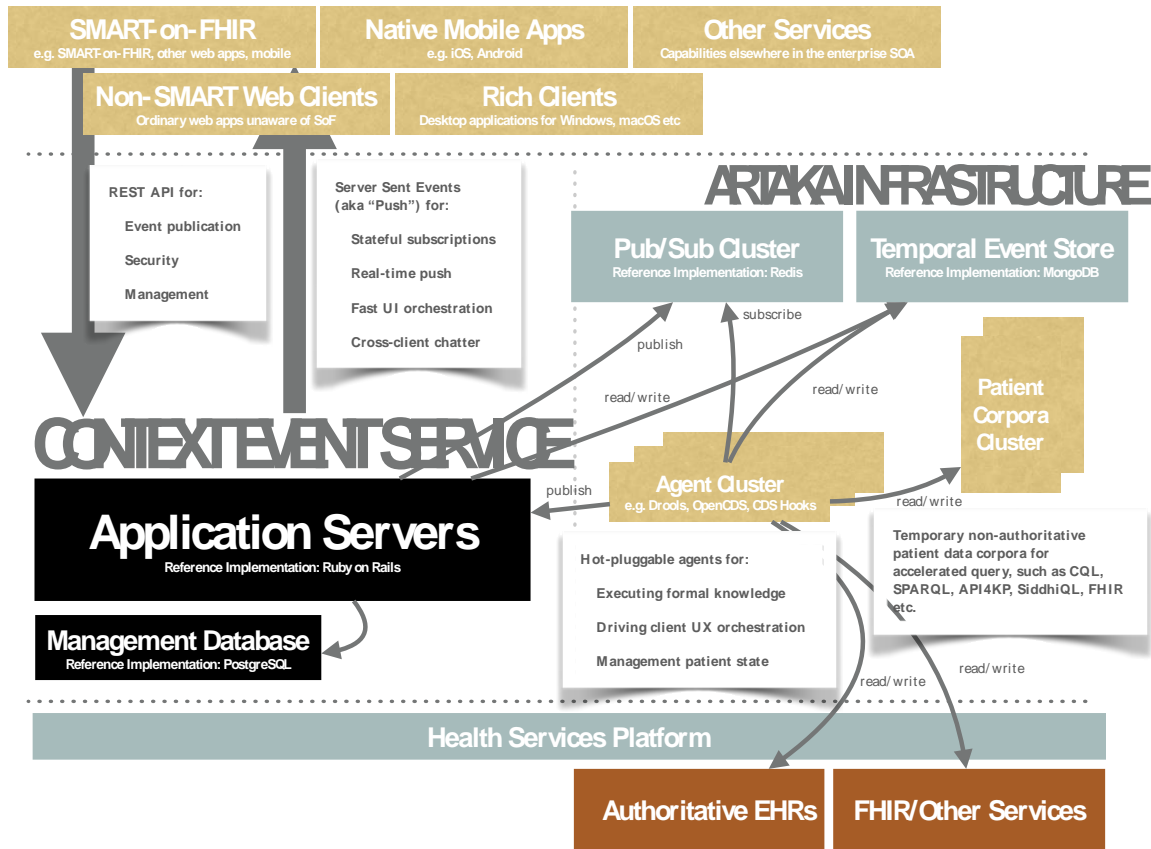 SMART-on-FHIR
e.g. SMART-on-FHIR, other web apps, mobile
Native Mobile Apps
e.g. iOS, Android
Other Services
Capabilities elsewhere in the enterprise SOA
Non-SMART Web Clients
Ordinary web apps unaware of SoF
Rich Clients
Desktop applications for Windows, macOS etc
REST API for:
Event publication
Security
Management
Server Sent Events
(aka “Push”) for:
Stateful subscriptions
Real-time push
Fast UI orchestration
Cross-client chatter
ARTAKA INFRASTRUCTURE
Pub/Sub Cluster
Reference Implementation: Redis
Temporal Event Store
Reference Implementation: MongoDB
subscribe
publish
read/write
read/write
Patient
Corpora
Cluster
CONTEXT EVENT SERVICE
Application Servers
Reference Implementation: Ruby on Rails
publish
Agent Cluster
e.g. Drools, OpenCDS, CDS Hooks
read/write
Hot-pluggable agents for:
Executing formal knowledge
Driving client UX orchestration
Management patient state
Temporary non-authoritative
patient data corpora for
accelerated query, such as CQL,
SPARQL, API4KP, SiddhiQL, FHIR
etc.
Management Database
Reference Implementation: PostgreSQL
read/write
read/write
Health Services Platform
Authoritative EHRs
FHIR/Other Services